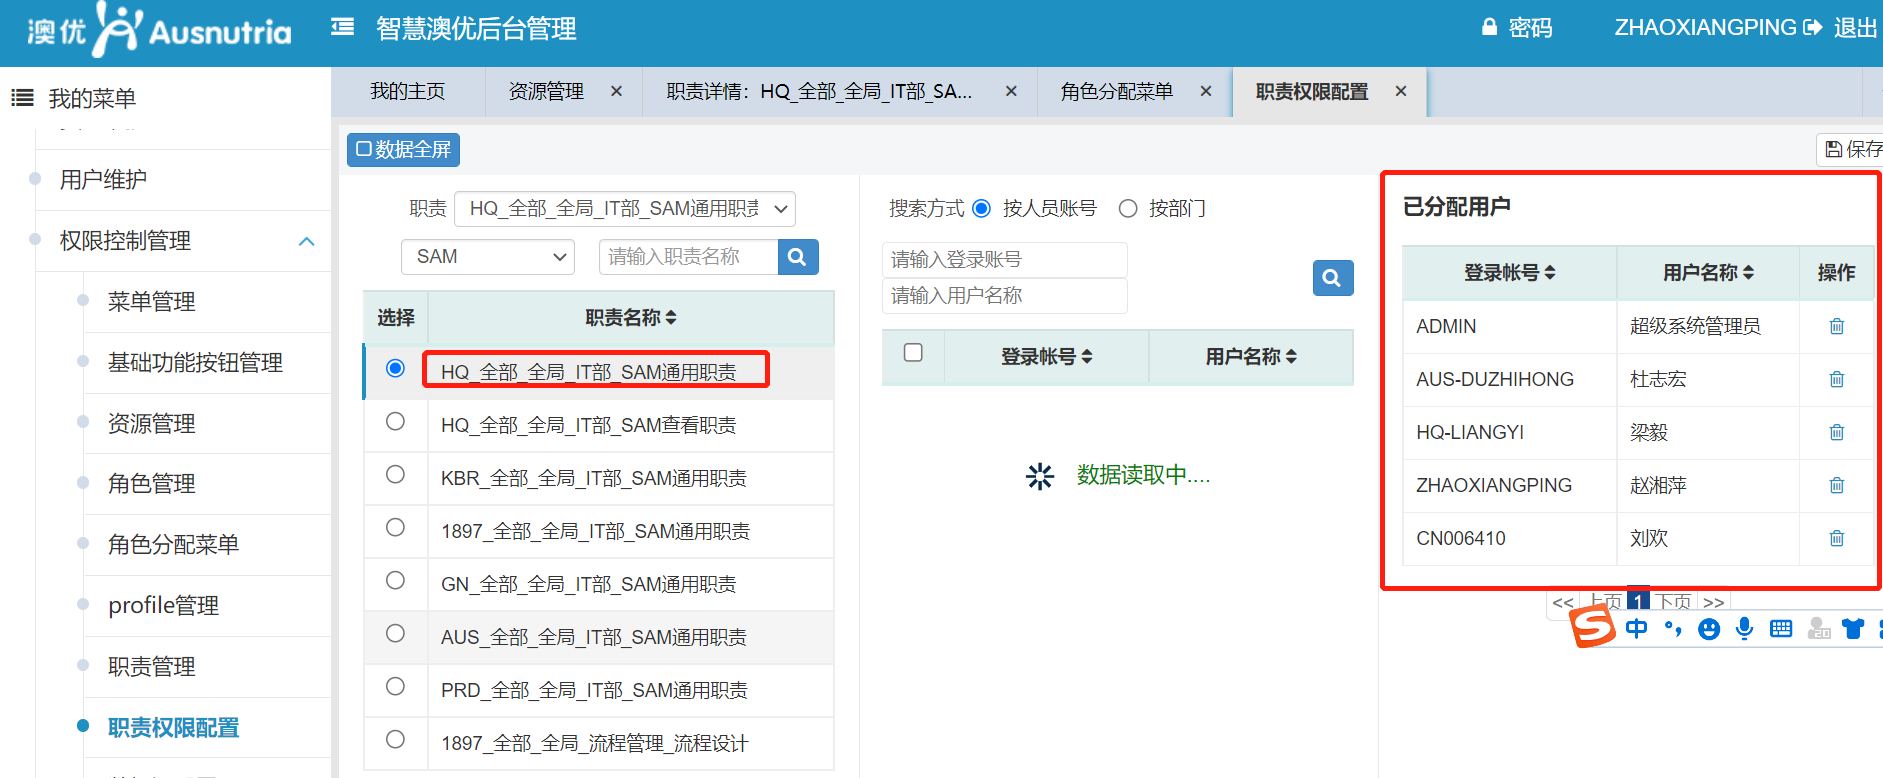 澳优 Ausnutria
智慧澳优后台管理
密码
ZHAOXIANGPING 退出
我的菜单
我的主页
资源管理 ×
职责详情：HQ_全部_全局_IT部_SA... ×
角色分配菜单 ×
职责权限配置 ×
用户维护
权限控制管理
菜单管理
基础功能按钮管理
资源管理
角色管理
角色分配菜单
profile管理
职责管理
职责权限配置
数据全屏
保存
职责 HQ_全部_全局_IT部_SAM通用职责
SAM 请输入职责名称
选择 职责名称
HQ_全部_全局_IT部_SAM通用职责
HQ_全部_全局_IT部_SAM查看职责
KBR_全部_全局_IT部_SAM通用职责
1897_全部_全局_IT部_SAM通用职责
GN_全部_全局_IT部_SAM通用职责
AUS_全部_全局_IT部_SAM通用职责
PRD_全部_全局_IT部_SAM通用职责
1897_全部_全局_流程管理_流程设计
搜索方式 按人员账号 按部门
请输入登录账号
请输入用户名称
登录帐号 用户名称
数据读取中....
已分配用户
登录帐号 用户名称 操作
ADMIN 超级系统管理员
AUS-DUZHIHONG 杜志宏
HQ-LIANGYI 梁毅
ZHAOXIANGPING 赵湘萍
CN006410 刘欢
<< 上页 1 下页 >>
S 中 °,